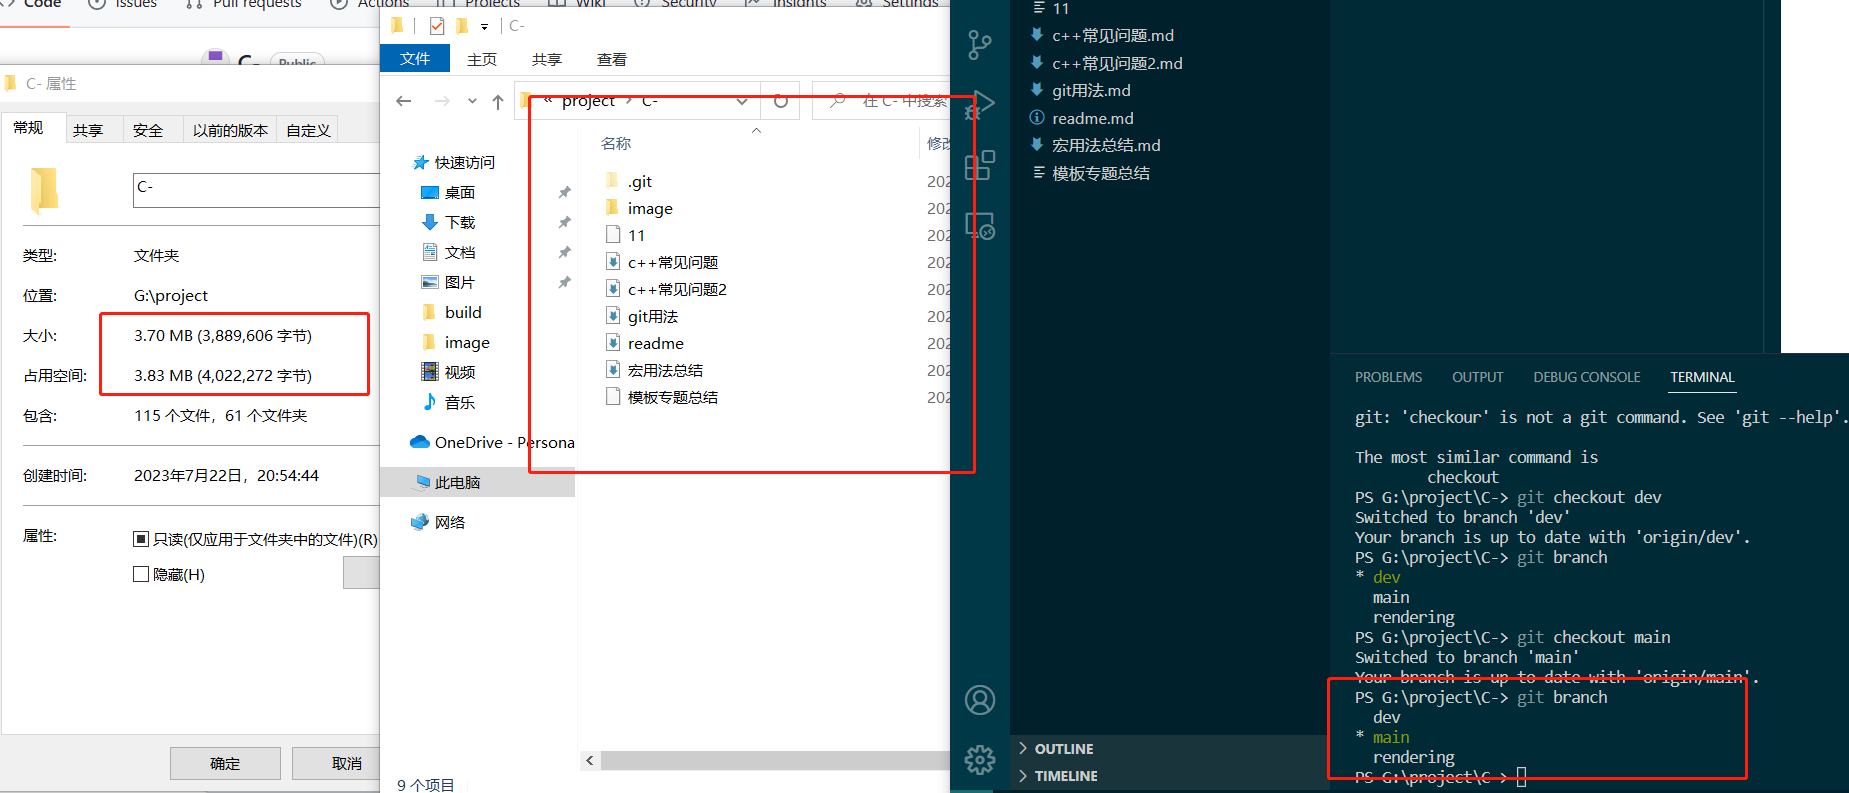 Code
Issues
Pull requests
Actions
Projects
Wiki
Security
Insights
Settings
C-
Public
C- 属性
常规
共享
安全
以前的版本
自定义
C-
类型:
文件夹
位置:
G:\project
大小:
3.70 MB (3,889,606 字节)
占用空间:
3.83 MB (4,022,272 字节)
包含:
115 个文件，61 个文件夹
创建时间:
2023年7月22日，20:54:44
属性:
只读(仅应用于文件夹中的文件)(R)
隐藏(H)
确定
取消
C-
文件
主页
共享
查看
« project › C-
在 C- 中搜索
快速访问
桌面
下载
文档
图片
build
image
视频
音乐
OneDrive - Persona
此电脑
网络
名称
修改
.git
202
image
202
11
202
c++常见问题
202
c++常见问题2
202
git用法
202
readme
202
宏用法总结
202
模板专题总结
202
9 个项目
11
c++常见问题.md
c++常见问题2.md
git用法.md
readme.md
宏用法总结.md
模板专题总结
OUTLINE
TIMELINE
PROBLEMS
OUTPUT
DEBUG CONSOLE
TERMINAL
git: 'checkour' is not a git command. See 'git --help'.
The most similar command is
checkout
PS G:\project\C-> git checkout dev
Switched to branch 'dev'
Your branch is up to date with 'origin/dev'.
PS G:\project\C-> git branch
* dev
main
rendering
PS G:\project\C-> git checkout main
Switched to branch 'main'
Your branch is up to date with 'origin/main'.
PS G:\project\C-> git branch
dev
* main
rendering
PS G:\project\C->